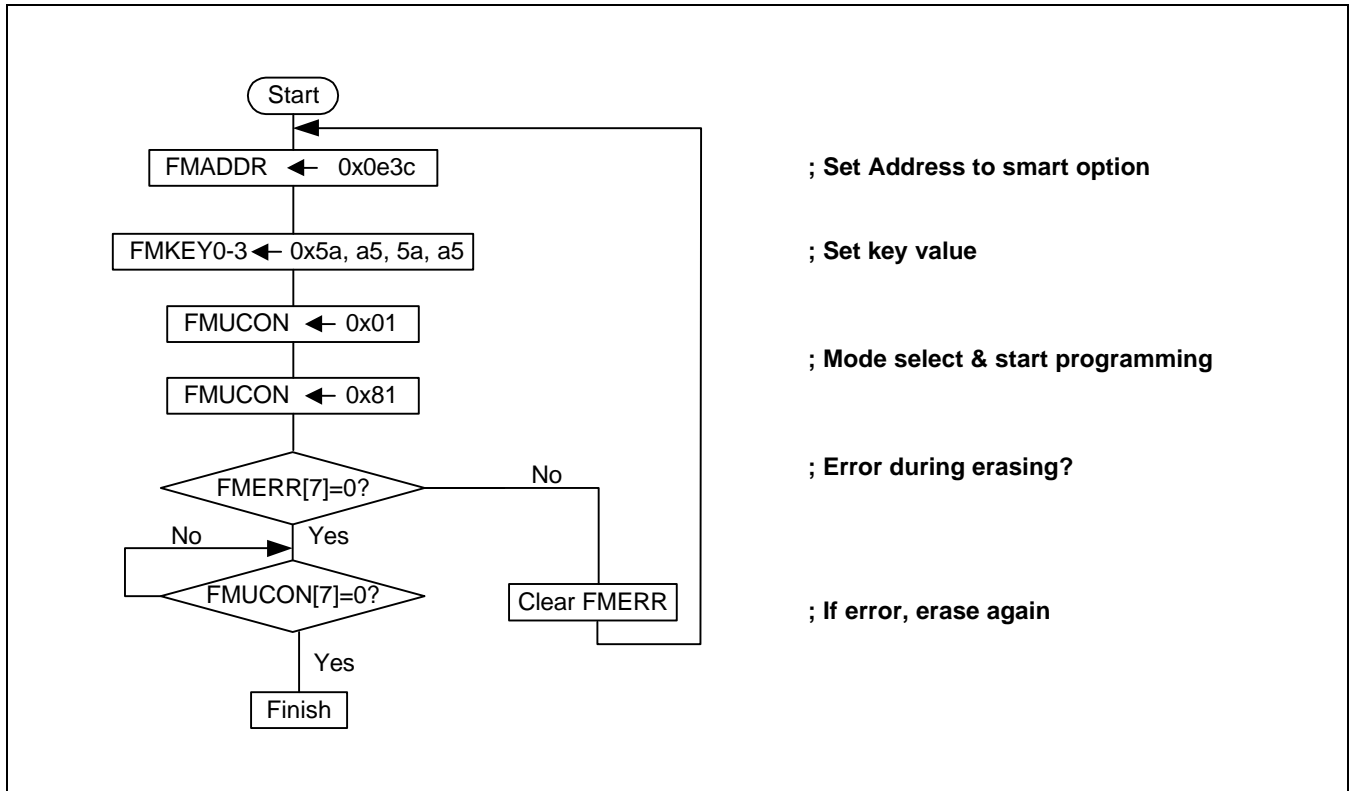 Start
FMADDR ← 0x0e3c
; Set Address to smart option
FMKEY0-3 ← 0x5a, a5, 5a, a5
; Set key value
FMUCON ← 0x01
; Mode select & start programming
FMUCON ← 0x81
; Error during erasing?
FMERR[7]=0?
No
No
Yes
FMUCON[7]=0?
Clear FMERR
; If error, erase again
Yes
Finish